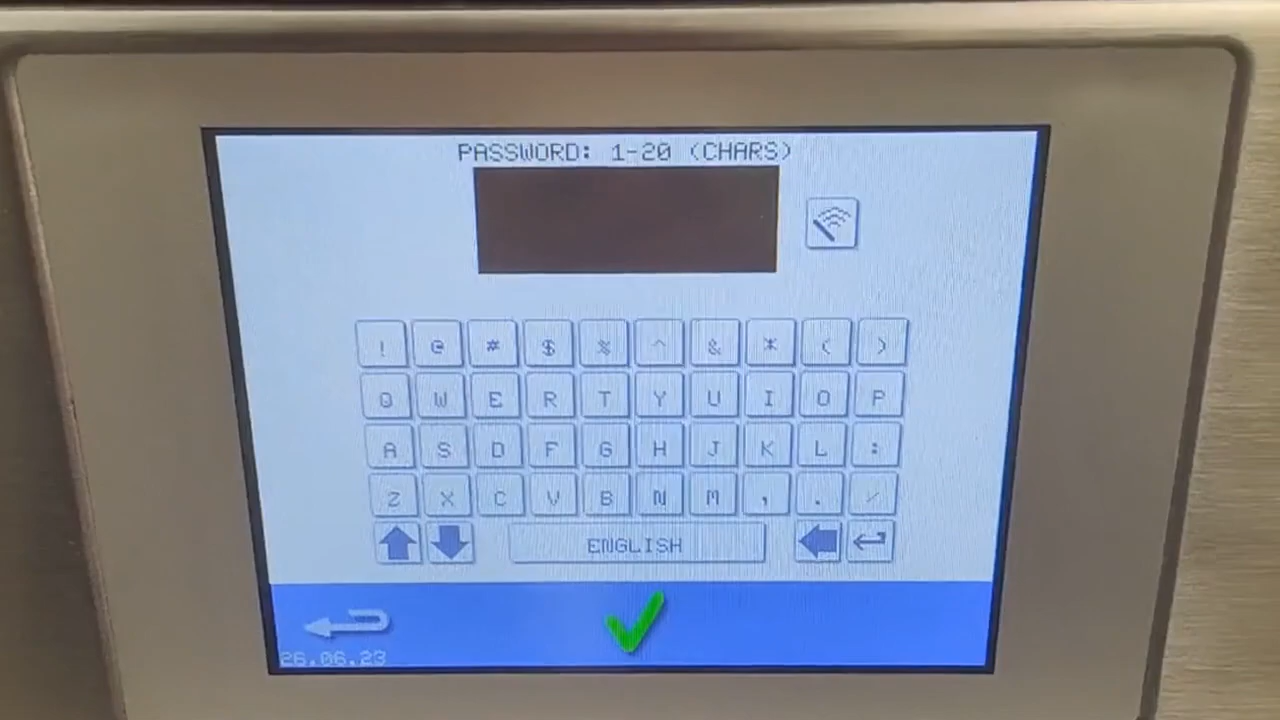 PASSWORD: 1-20 (CHARS)
! @ # $ % ^ & * ( )
Q W E R T Y U I O P
A S D F G H J K L :
Z X C V B N M , . /
ENGLISH
26.06.23